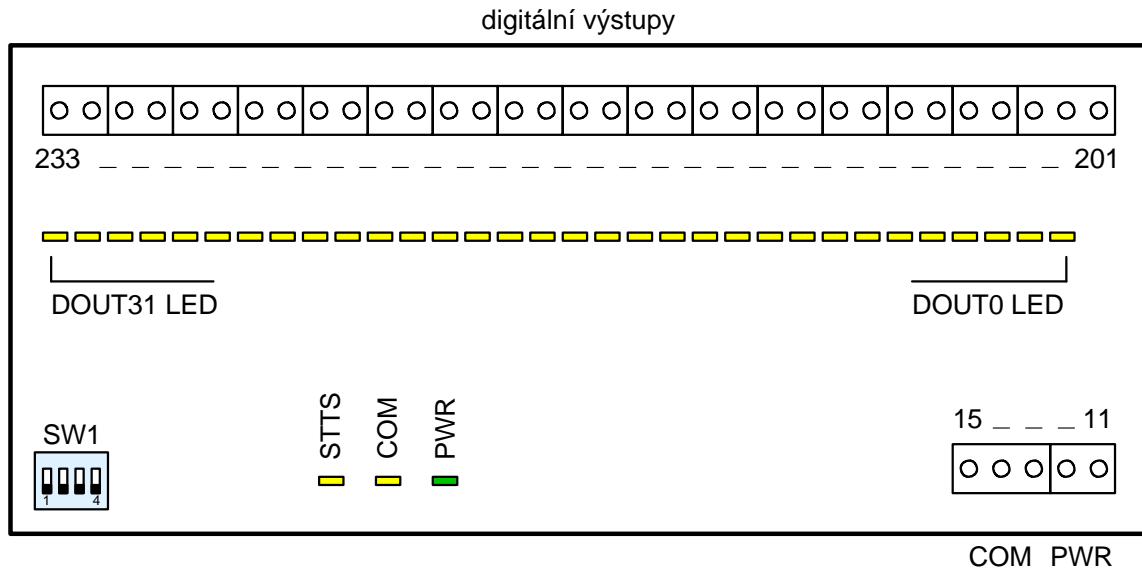 digitální výstupy
233 _ _ _ _ _ _ _ _ _ _ _ _ _ _ _ _ _ _ _ _ _ _ _ _ _ _ _ _ _ _ _ 201
DOUT31 LED DOUT0 LED
STTS COM PWR
SW1
15 _ _ _ 11
1 4
COM PWR